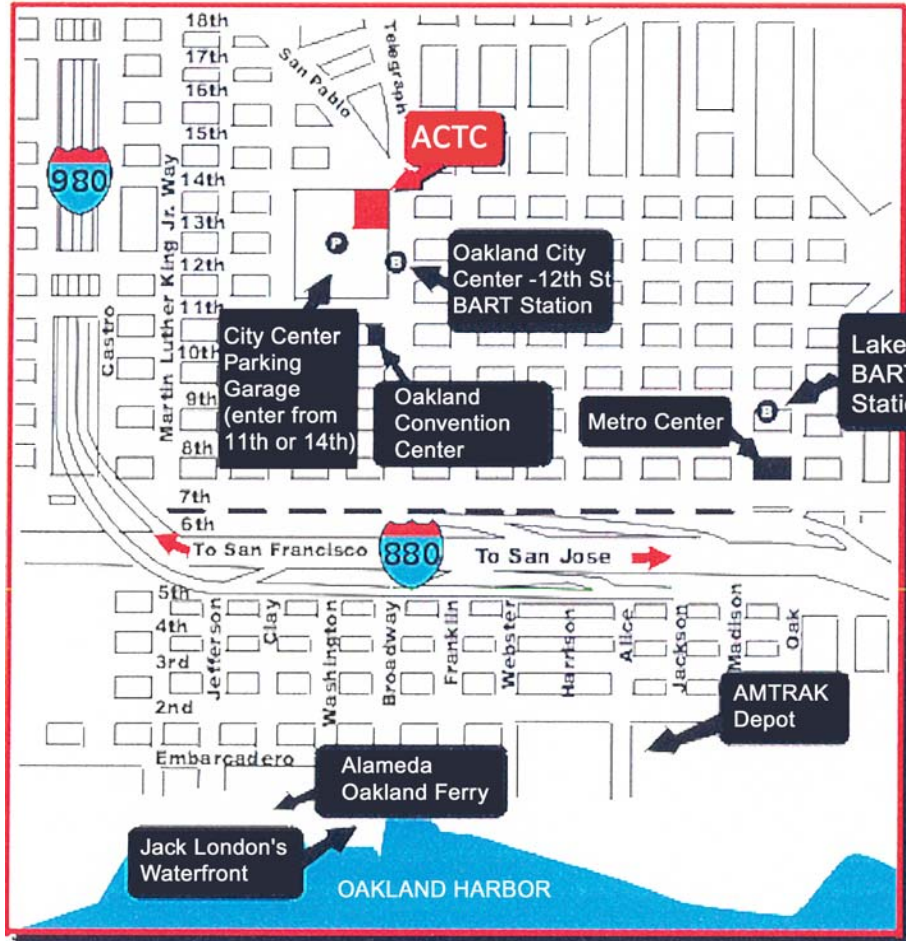 18th
17th
16th
15th
14th
13th
12th
11th
10th
9th
8th
7th
6th
5th
4th
3rd
2nd
Embarcadero
San Pablo
Telegraph
ACTC
980
Martin Luther King Jr. Way
Castro
P
B
Oakland City
Center -12th St
BART Station
City Center
Parking
Garage
(enter from
11th or 14th)
Oakland
Convention
Center
Metro Center
B
Lake
BART
Statio
To San Francisco
880
To San Jose
Jefferson
Clay
Washington
Broadway
Franklin
Webster
Harrison
Alice
Jackson
Madison
Oak
AMTRAK
Depot
Alameda
Oakland Ferry
Jack London's
Waterfront
OAKLAND HARBOR